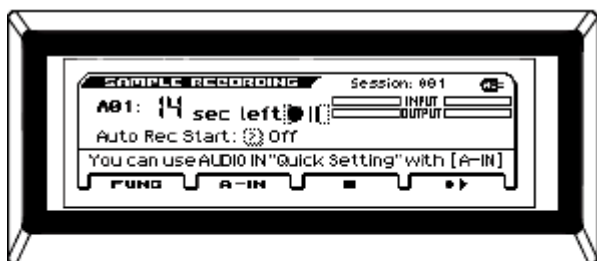 SAMPLE RECORDING Session: 001
A01: 14 sec left INPUT
OUTPUT
Auto Rec Start: Off
You can use AUDIO IN "Quick Setting" with [A-IN]
FUNC A-IN